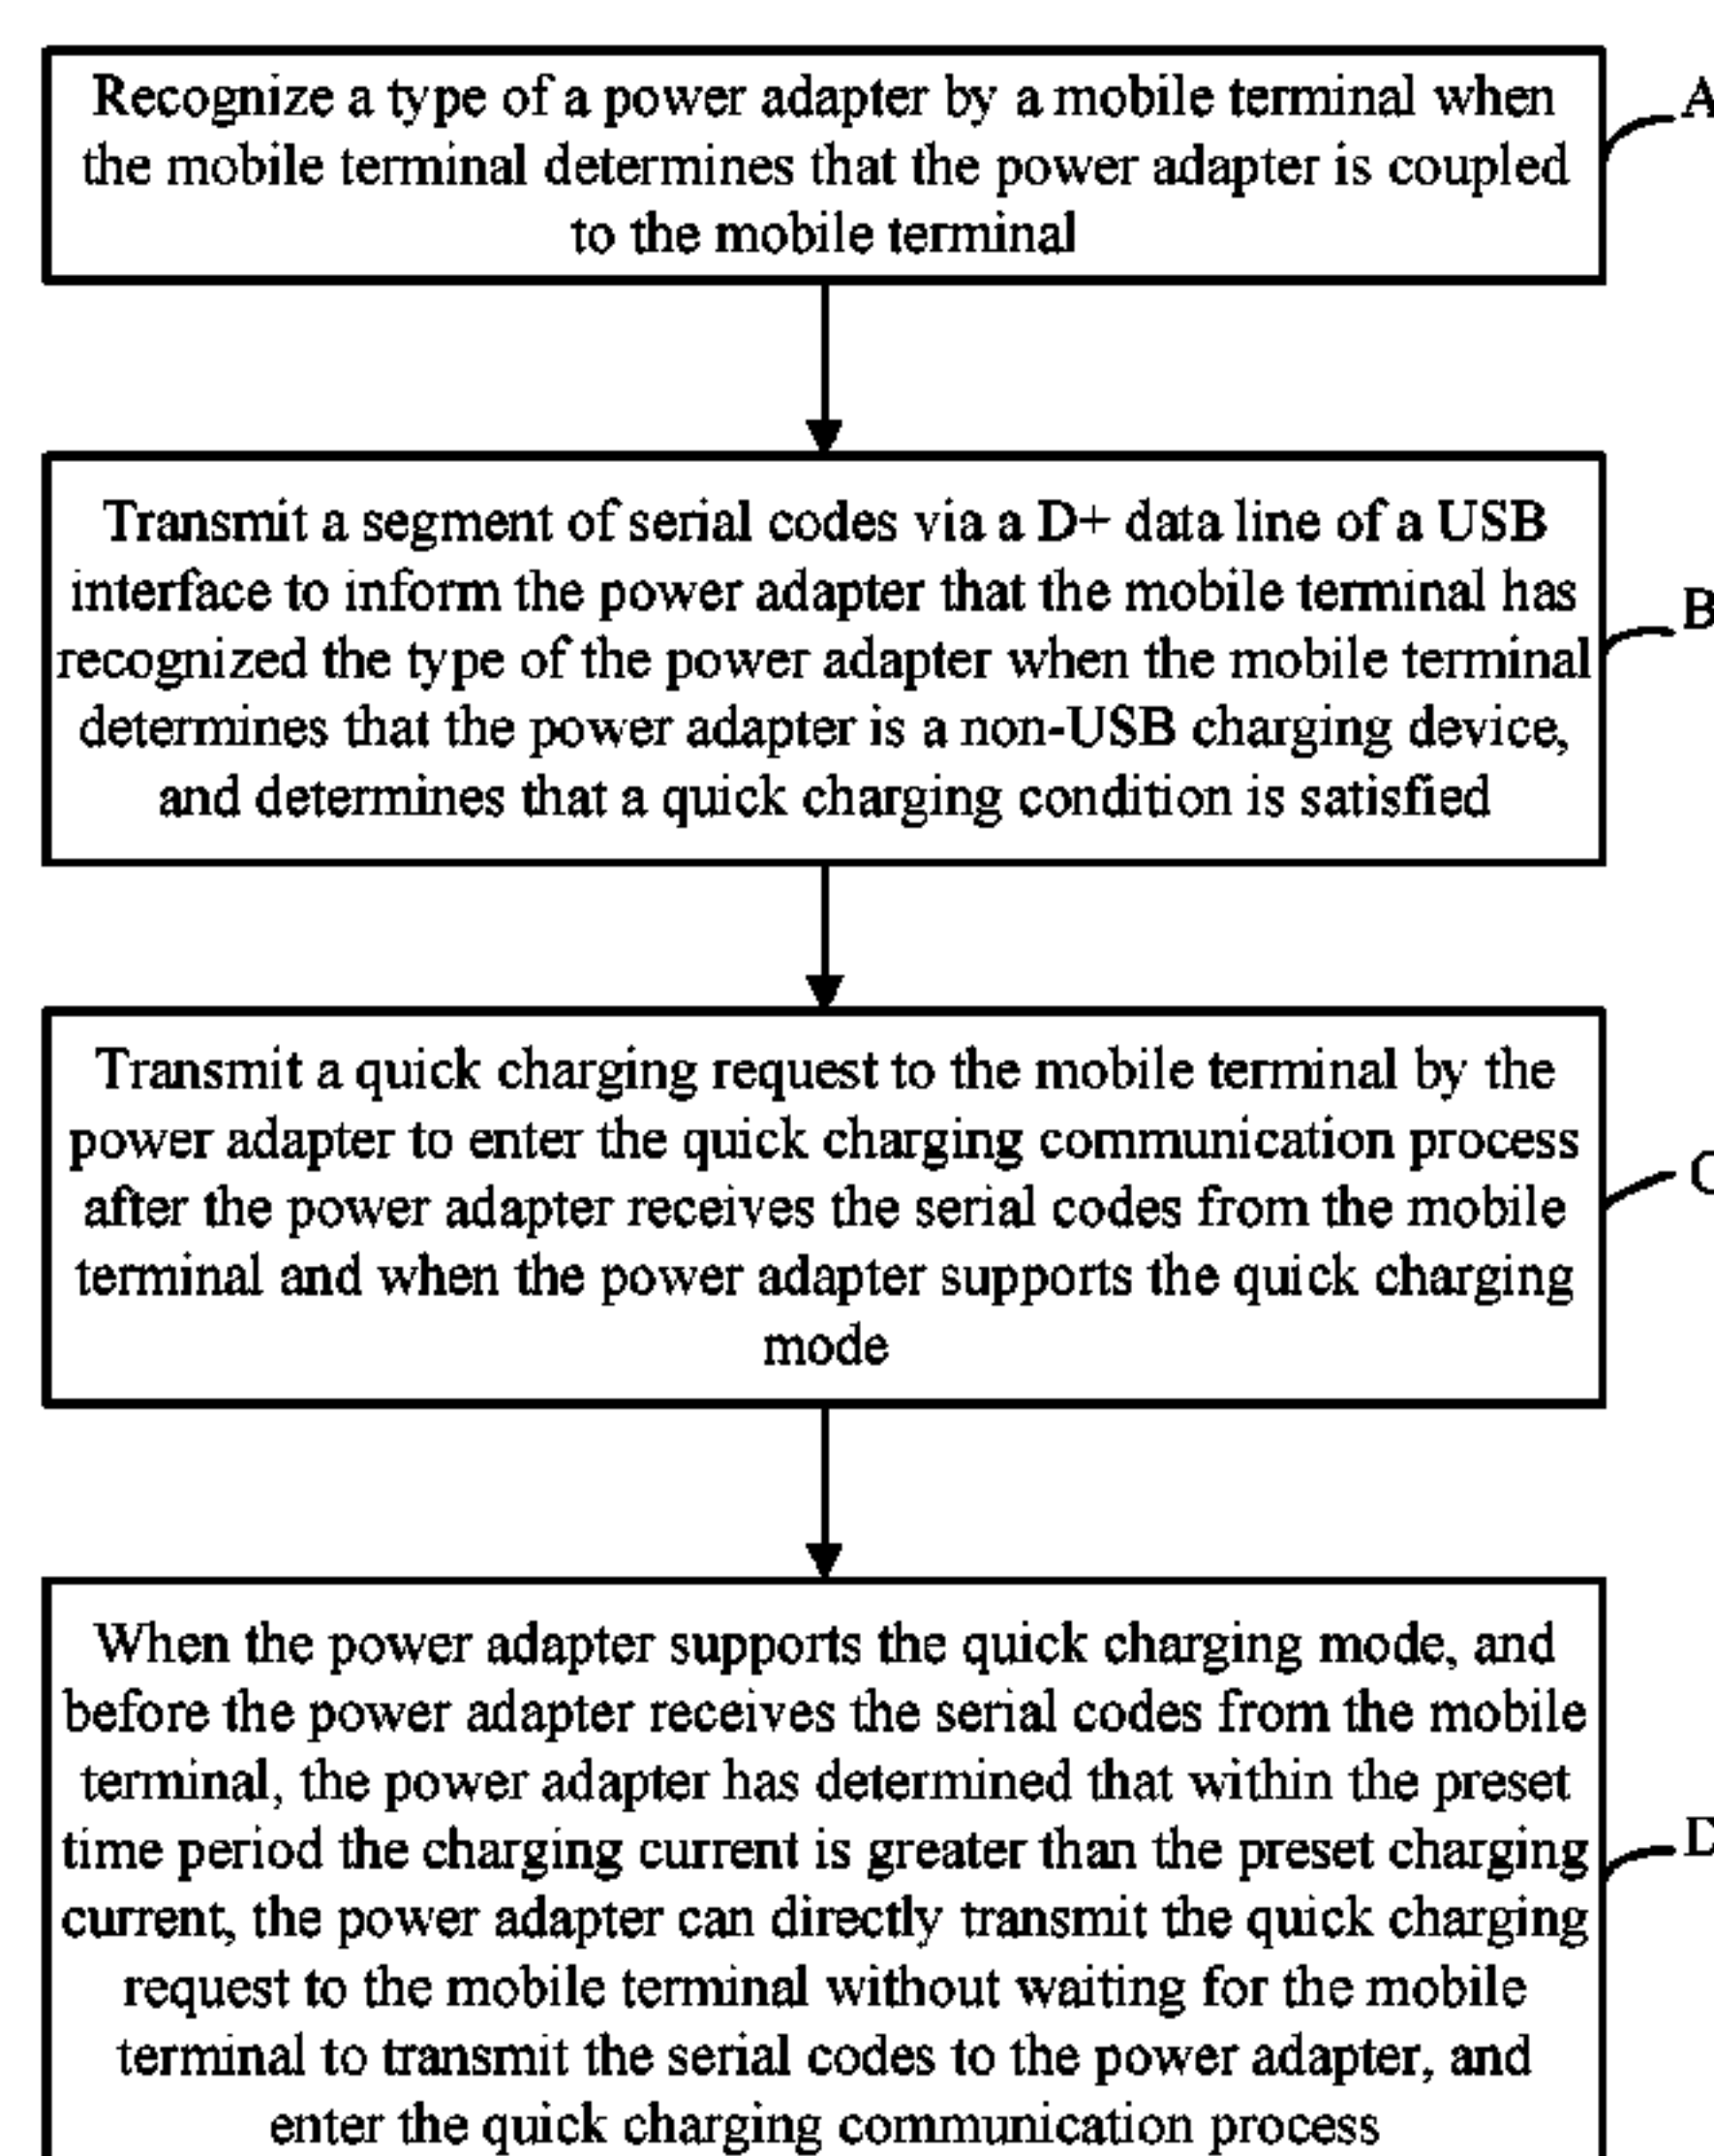 Recognize a type of a power adapter by a mobile terminal when
the mobile terminal determines that the power adapter is coupled
to the mobile terminal
A
Transmit a segment of serial codes via a D+ data line of a USB
interface to inform the power adapter that the mobile terminal has
recognized the type of the power adapter when the mobile terminal
determines that the power adapter is a non-USB charging device,
and determines that a quick charging condition is satisfied
B
Transmit a quick charging request to the mobile terminal by the
power adapter to enter the quick charging communication process
after the power adapter receives the serial codes from the mobile
terminal and when the power adapter supports the quick charging
mode
C
When the power adapter supports the quick charging mode, and
before the power adapter receives the serial codes from the mobile
terminal, the power adapter has determined that within the preset
time period the charging current is greater than the preset charging
current, the power adapter can directly transmit the quick charging
request to the mobile terminal without waiting for the mobile
terminal to transmit the serial codes to the power adapter, and
enter the quick charging communication process
D